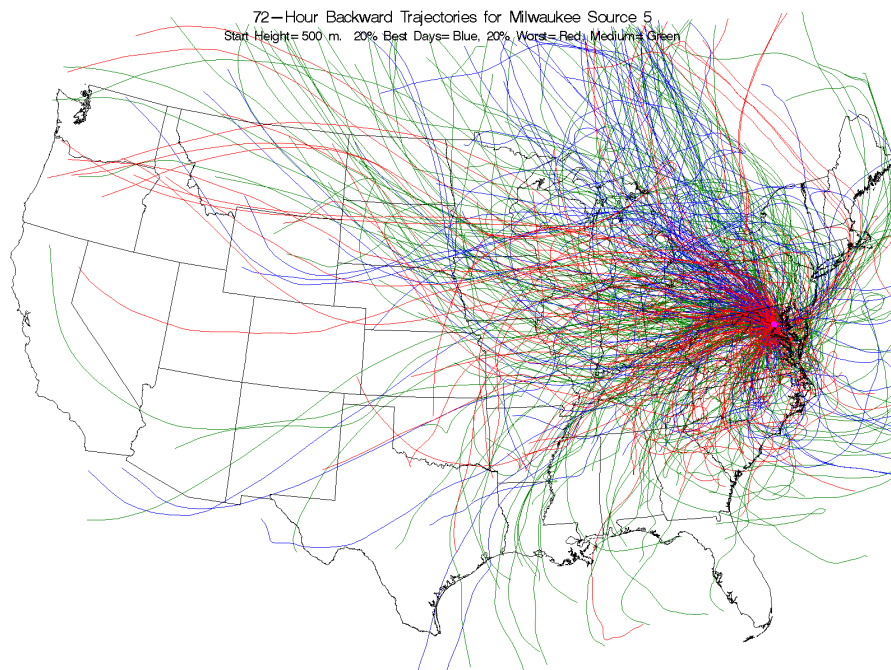 72-Hour Backward Trajectories for Milwaukee Source 5
Start Height= 500 m. 20% Best Days= Blue, 20% Worst= Red, Medium= Green